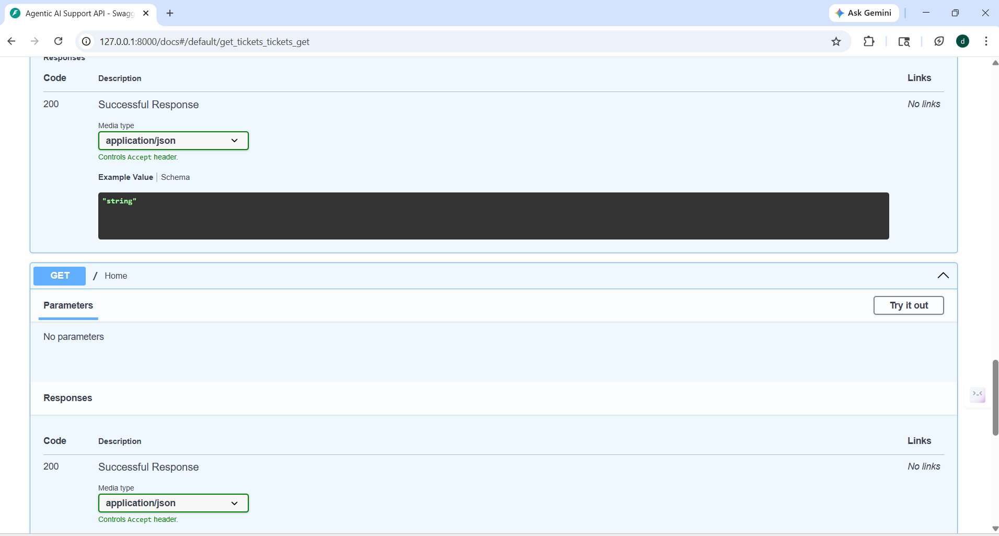 Agentic AI Support API - Swagg
Ask Gemini
127.0.0.1:8000/docs#/default/get_tickets_tickets_get
d
Responses
Code Description Links
200 Successful Response No links
Media type
application/json
Controls Accept header.
Example Value Schema
"string"
GET / Home
Parameters Try it out
No parameters
Responses
Code Description Links
200 Successful Response No links
Media type
application/json
Controls Accept header.